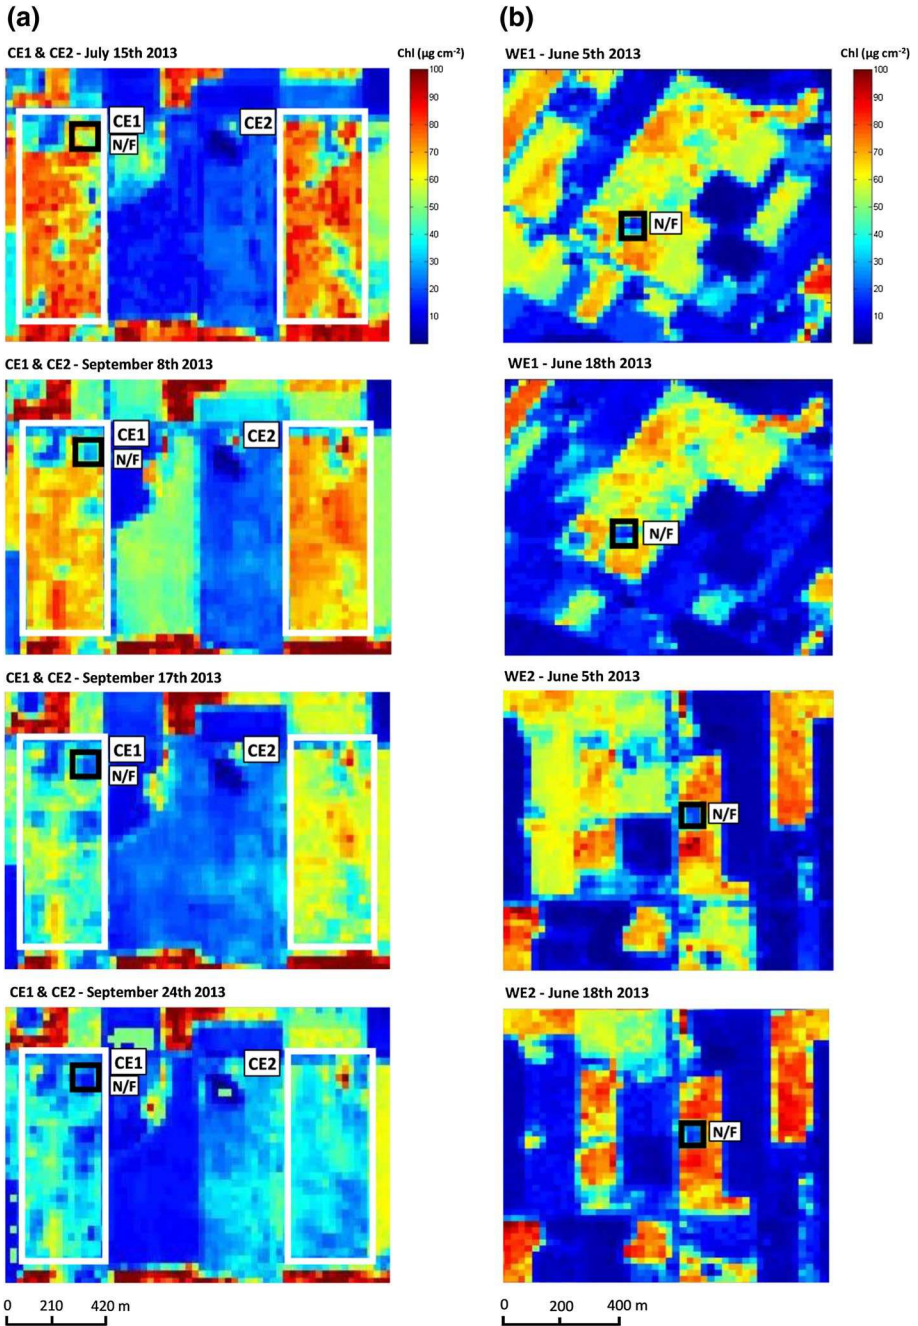 (a)
CE1 & CE2 - July 15th 2013
Chl (µg cm-2)
100
90
80
70
60
50
40
30
20
10
CE1
N/F
CE2
CE1 & CE2 - September 8th 2013
CE1
N/F
CE2
CE1 & CE2 - September 17th 2013
CE1
N/F
CE2
CE1 & CE2 - September 24th 2013
CE1
N/F
CE2
0 210 420 m
(b)
WE1 - June 5th 2013
Chl (µg cm-2)
100
90
80
70
60
50
40
30
20
10
N/F
WE1 - June 18th 2013
N/F
WE2 - June 5th 2013
N/F
WE2 - June 18th 2013
N/F
0 200 400 m